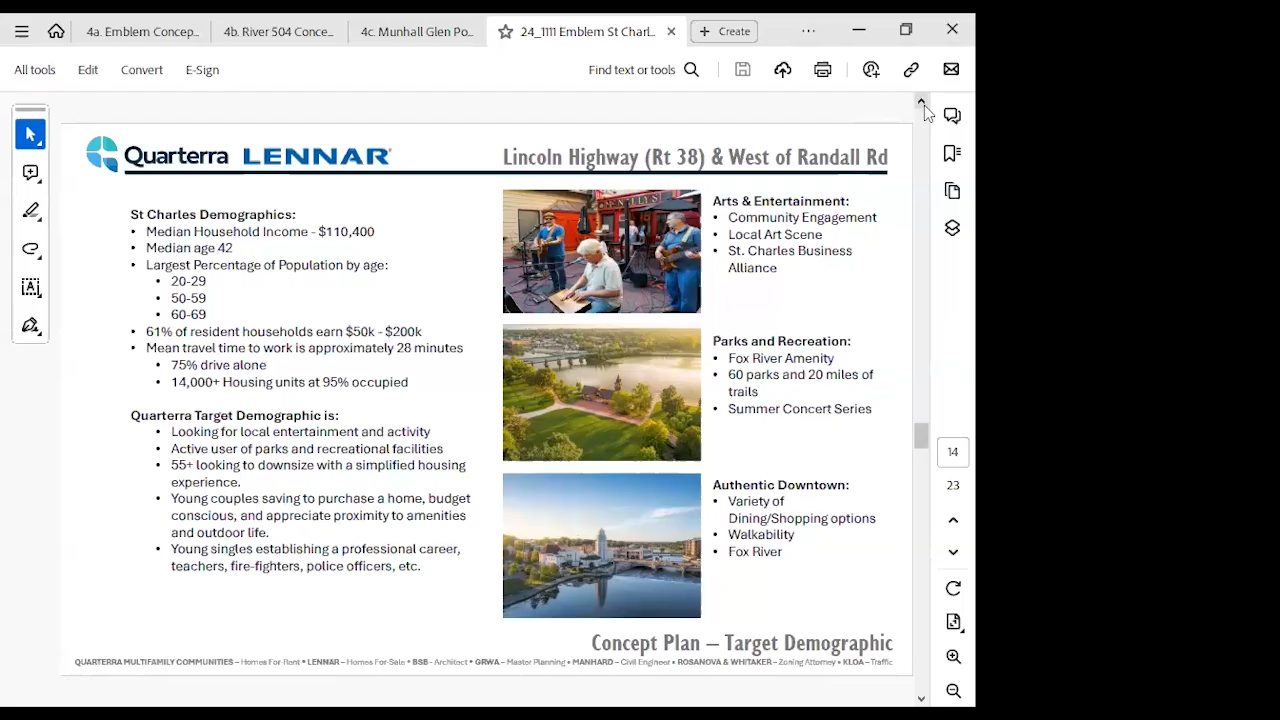 4a. Emblem Concep...
4b. River 504 Conce...
4c. Munhall Glen Po...
24_1111 Emblem St Charl...
Create
All tools
Edit
Convert
E-Sign
Find text or tools
Quarterra LENNAR
Lincoln Highway (Rt 38) & West of Randall Rd
St Charles Demographics:
• Median Household Income - $110,400
• Median age 42
• Largest Percentage of Population by age:
• 20-29
• 50-59
• 60-69
• 61% of resident households earn $50k - $200k
• Mean travel time to work is approximately 28 minutes
• 75% drive alone
• 14,000+ Housing units at 95% occupied
Quarterra Target Demographic is:
• Looking for local entertainment and activity
• Active user of parks and recreational facilities
• 55+ looking to downsize with a simplified housing
experience.
• Young couples saving to purchase a home, budget
conscious, and appreciate proximity to amenities
and outdoor life.
• Young singles establishing a professional career,
teachers, fire-fighters, police officers, etc.
Arts & Entertainment:
• Community Engagement
• Local Art Scene
• St. Charles Business
Alliance
Parks and Recreation:
• Fox River Amenity
• 60 parks and 20 miles of
trails
• Summer Concert Series
Authentic Downtown:
• Variety of
Dining/Shopping options
• Walkability
• Fox River
Concept Plan – Target Demographic
QUARTERRA MULTIFAMILY COMMUNITIES – Homes For-Rent • LENNAR – Homes For-Sale • BSB - Architect • GRWA – Master Planning • MANHARD – Civil Engineer • ROSANOVA & WHITAKER – Zoning Attorney • KLOA – Traffic
14
23